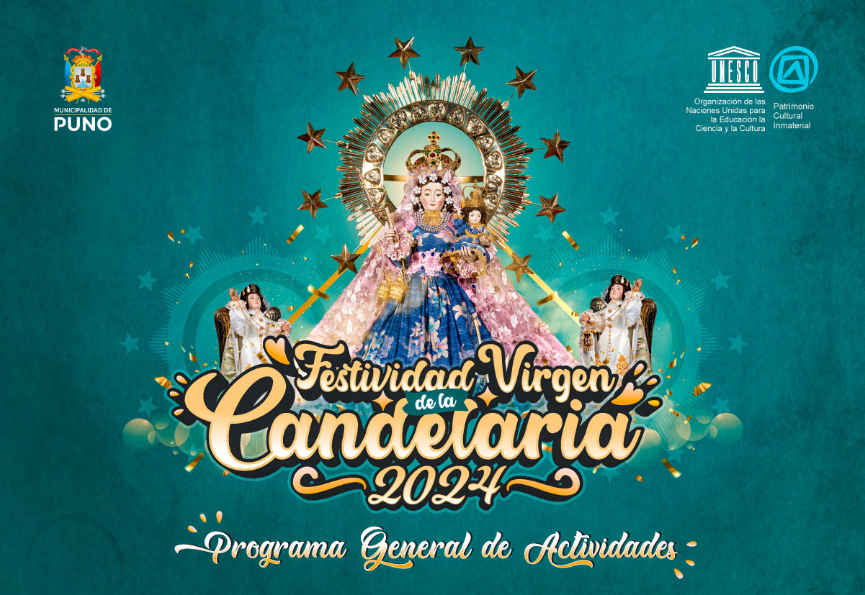 MUNICIPALIDAD DE
PUNO
UNESCO
Organización de las
Naciones Unidas para
la Educación la
Ciencia y la Cultura
Patrimonio
Cultural
Inmaterial
Festividad Virgen
de la
Candelaria
2024
Programa General de Actividades